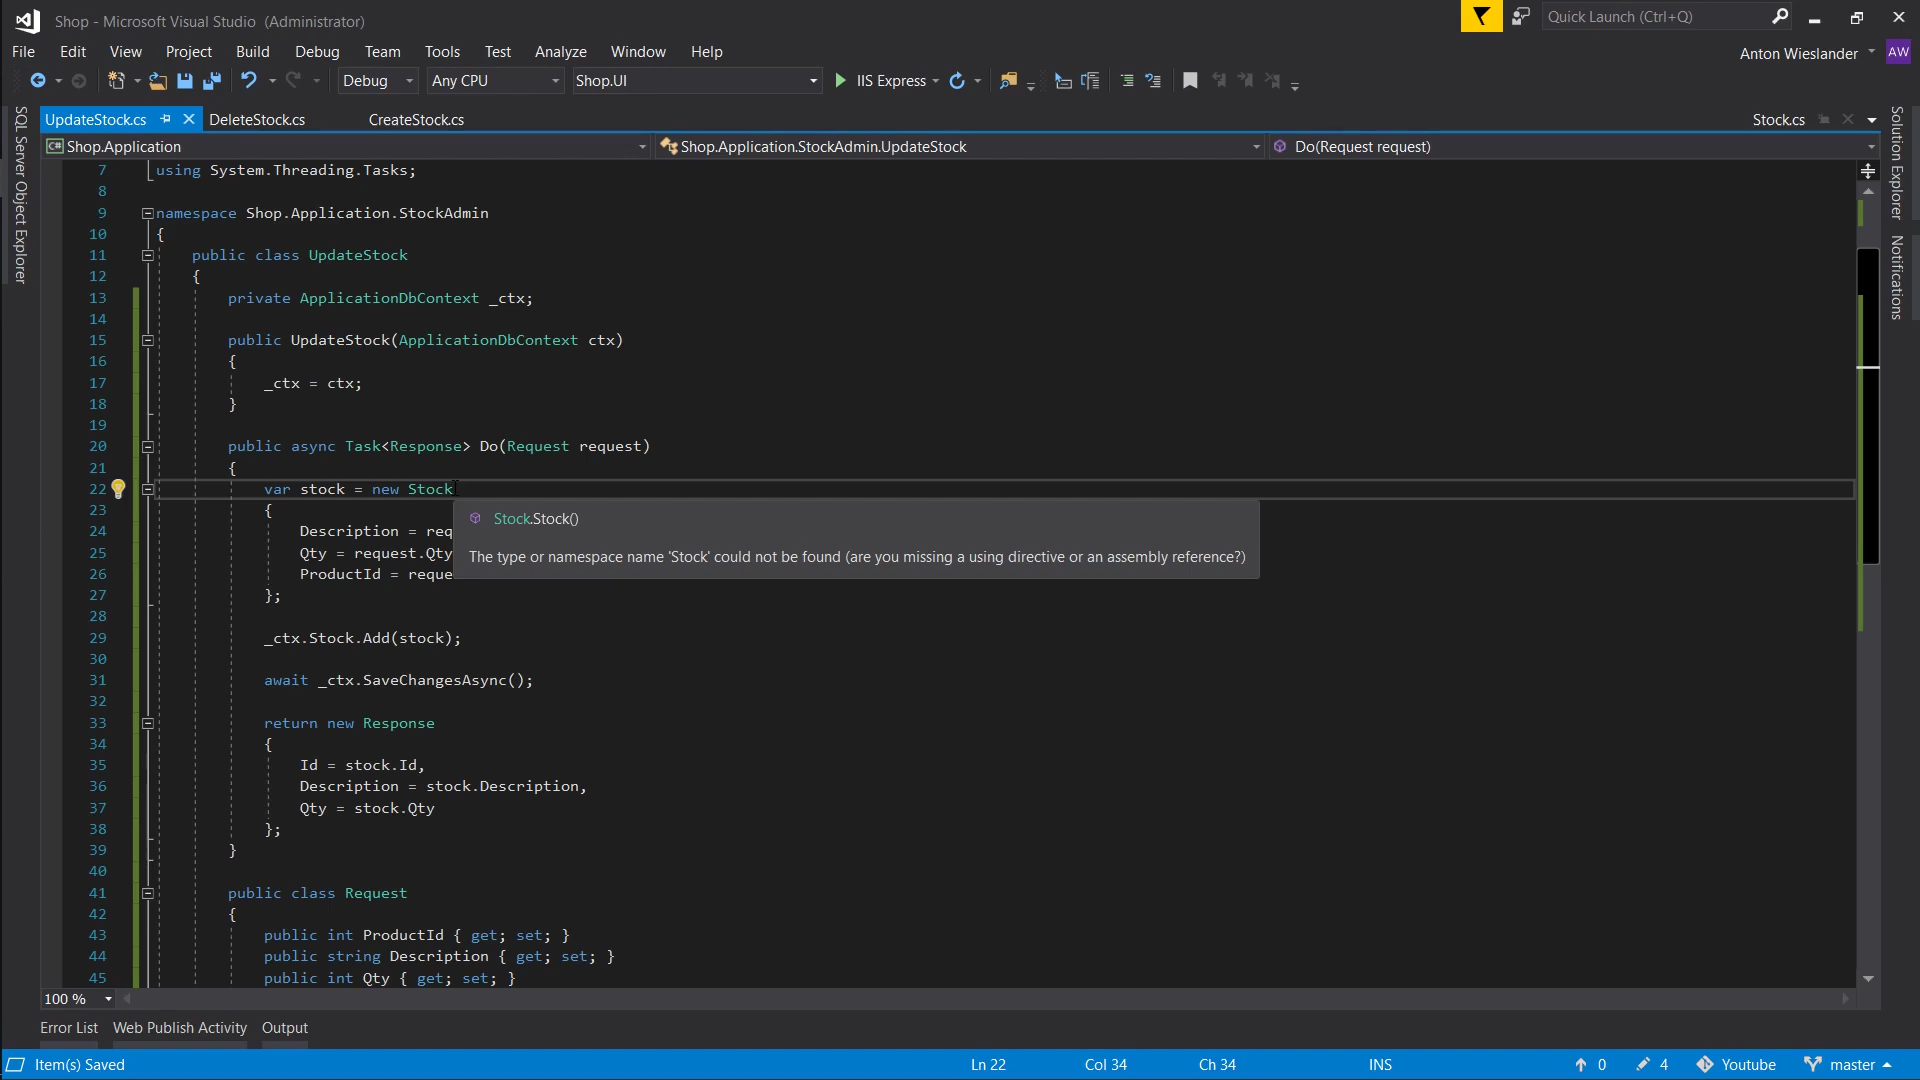 Shop - Microsoft Visual Studio (Administrator)
Quick Launch (Ctrl+Q)
File Edit View Project Build Debug Team Tools Test Analyze Window Help
Anton Wieslander AW
Debug Any CPU Shop.UI IIS Express
UpdateStock.cs DeleteStock.cs CreateStock.cs Stock.cs
C# Shop.Application Shop.Application.StockAdmin.UpdateStock Do(Request request)
SQL Server Object Explorer
Solution Explorer
Notifications
7 using System.Threading.Tasks;
8
9 namespace Shop.Application.StockAdmin
10 {
11 public class UpdateStock
12 {
13 private ApplicationDbContext _ctx;
14
15 public UpdateStock(ApplicationDbContext ctx)
16 {
17 _ctx = ctx;
18 }
19
20 public async Task<Response> Do(Request request)
21 {
22 var stock = new Stock
23 {
Stock.Stock()
24 Description = req
25 Qty = request.Qty
The type or namespace name 'Stock' could not be found (are you missing a using directive or an assembly reference?)
26 ProductId = reque
27 };
28
29 _ctx.Stock.Add(stock);
30
31 await _ctx.SaveChangesAsync();
32
33 return new Response
34 {
35 Id = stock.Id,
36 Description = stock.Description,
37 Qty = stock.Qty
38 };
39 }
40
41 public class Request
42 {
43 public int ProductId { get; set; }
44 public string Description { get; set; }
45 public int Qty { get; set; }
100 %
Error List Web Publish Activity Output
Item(s) Saved Ln 22 Col 34 Ch 34 INS 0 4 Youtube master